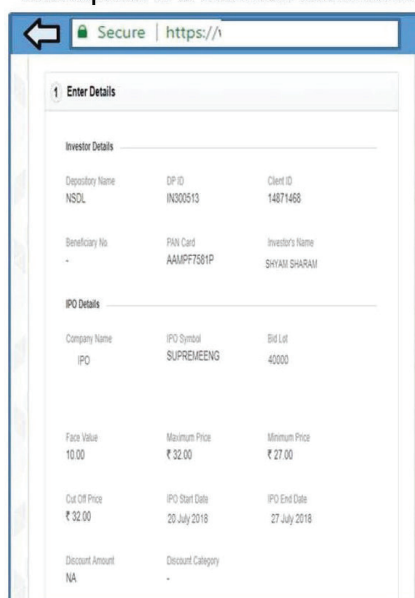 Secure | https://
1 Enter Details
Investor Details
Depository Name DP ID Client ID
NSDL IN300513 14871468
Beneficiary No PAN Card Investor's Name
- AAMPF7581P SHYAM SHARAM
IPO Details
Company Name IPO Symbol Bid Lot
IPO SUPREMEENG 40000
Face Value Maximum Price Minimum Price
10.00 ₹ 32.00 ₹ 27.00
Cut Off Price IPO Start Date IPO End Date
₹ 32.00 20 July 2018 27 July 2018
Discount Amount Discount Category
NA -